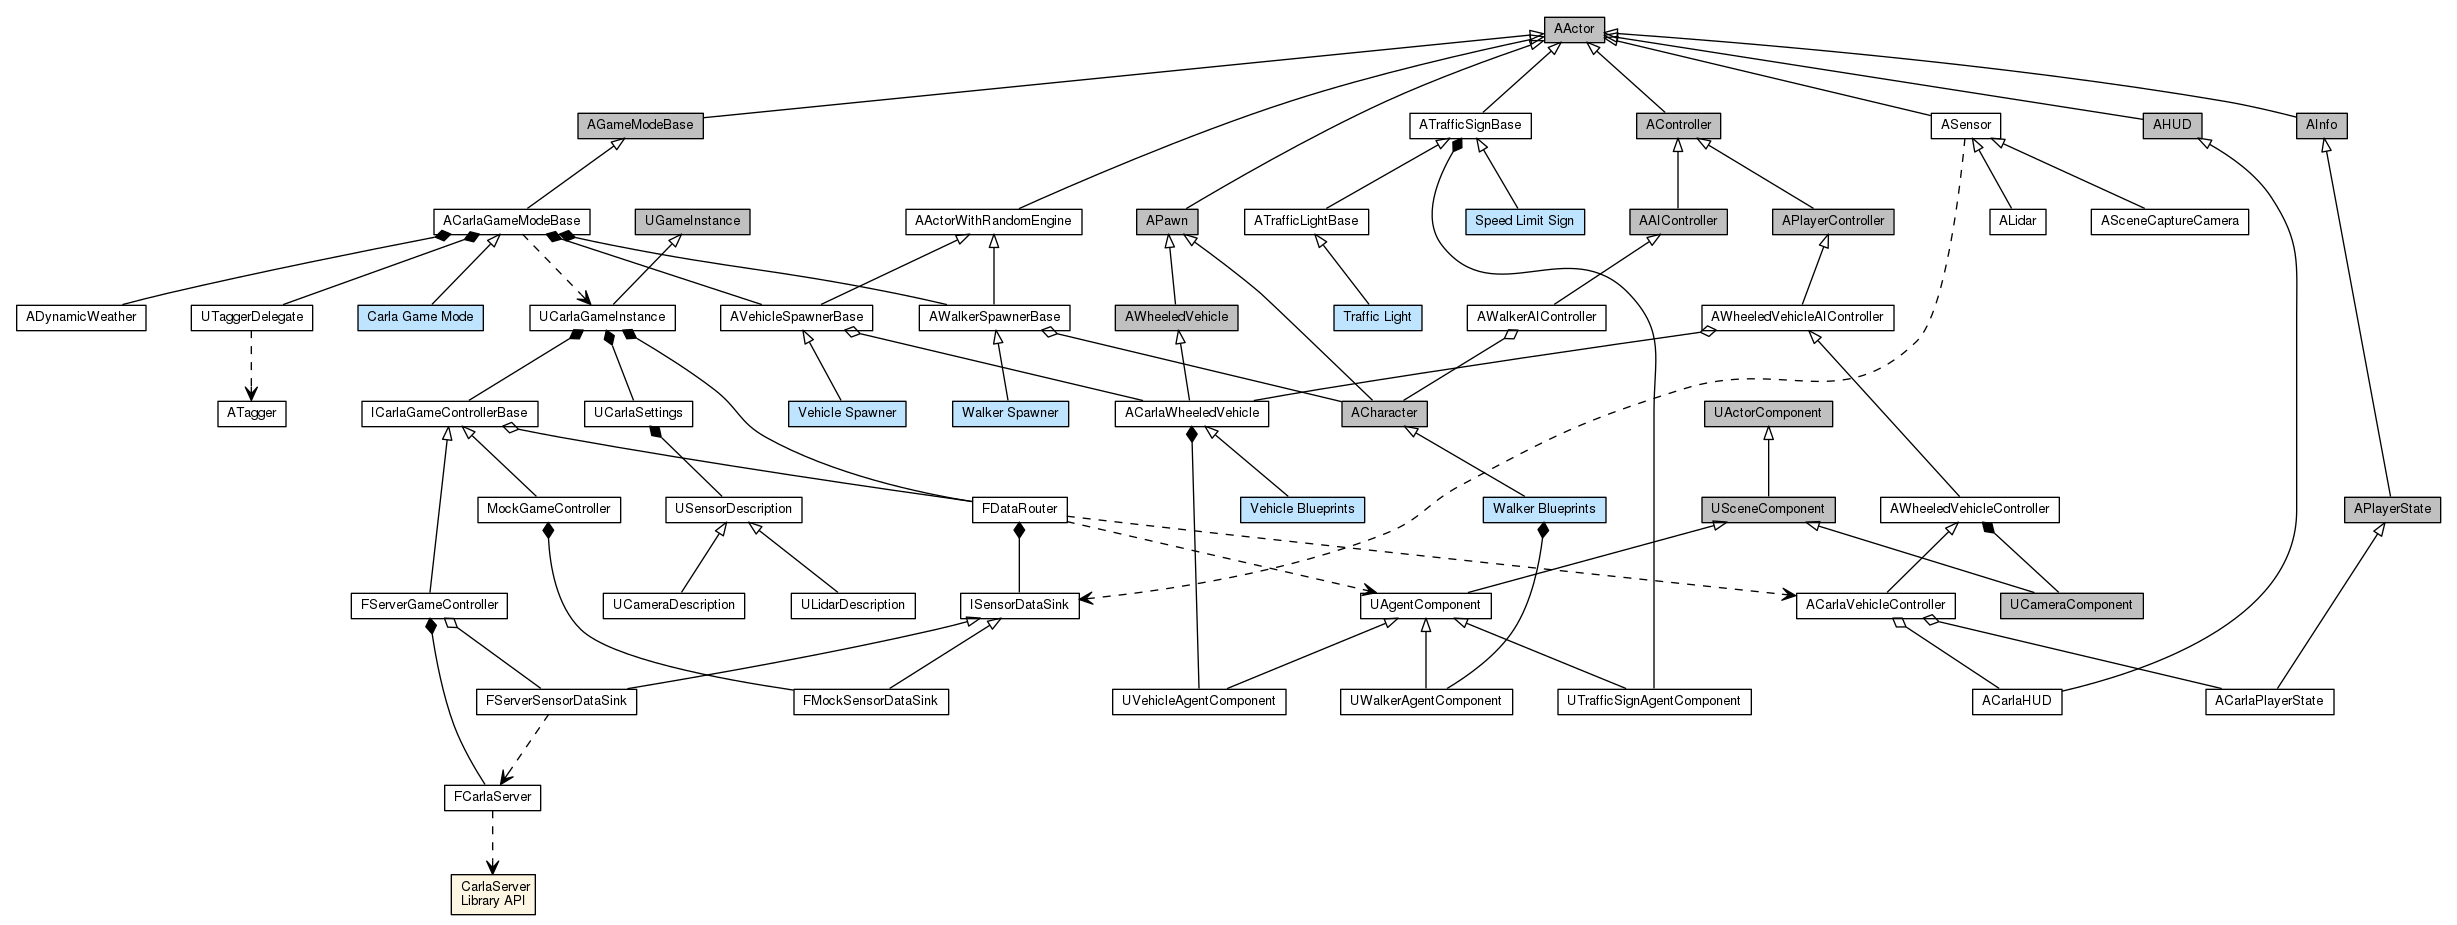 AActor
AGameModeBase
ATrafficSignBase
AController
ASensor
AHUD
AInfo
ACarlaGameModeBase
UGameInstance
AActorWithRandomEngine
APawn
ATrafficLightBase
Speed Limit Sign
AAIController
APlayerController
ALidar
ASceneCaptureCamera
ADynamicWeather
UTaggerDelegate
Carla Game Mode
UCarlaGameInstance
AVehicleSpawnerBase
AWalkerSpawnerBase
AWheeledVehicle
Traffic Light
AWalkerAIController
AWheeledVehicleAIController
ATagger
ICarlaGameControllerBase
UCarlaSettings
Vehicle Spawner
Walker Spawner
ACarlaWheeledVehicle
ACharacter
UActorComponent
MockGameController
USensorDescription
FDataRouter
Vehicle Blueprints
Walker Blueprints
USceneComponent
AWheeledVehicleController
APlayerState
FServerGameController
UCameraDescription
ULidarDescription
ISensorDataSink
UAgentComponent
ACarlaVehicleController
UCameraComponent
FServerSensorDataSink
FMockSensorDataSink
UVehicleAgentComponent
UWalkerAgentComponent
UTrafficSignAgentComponent
ACarlaHUD
ACarlaPlayerState
FCarlaServer
CarlaServer
Library API